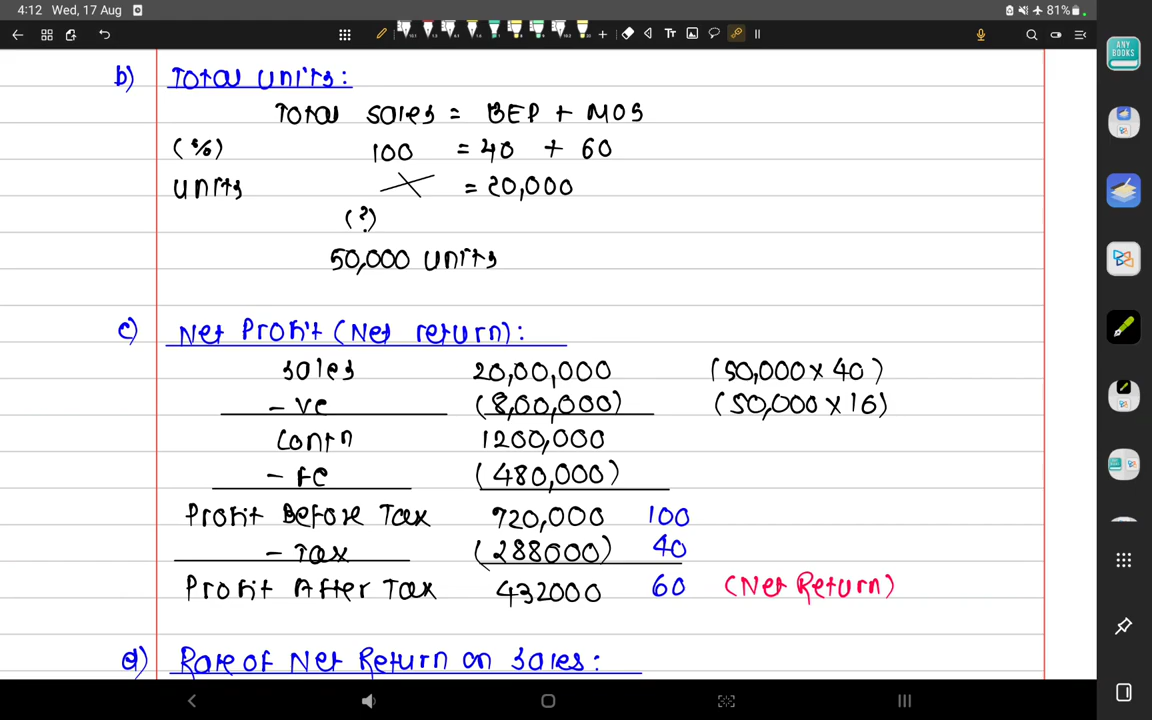 4:12 Wed, 17 Aug
81%
Tt
ANY BOOKS
b) Total Units:
Total Sales = BEP + MOS
(%) 100 = 40 + 60
Units = 20,000
(?)
50,000 Units
c) Net Profit (Net return):
Sales 20,00,000 (50,000 x 40)
- VC (8,00,000) (50,000 x 16)
Contn 1200,000
- FC (480,000)
Profit Before Tax 720,000 100
- Tax (288000) 40
Profit After Tax 432000 60 (Net Return)
d) Rate of Net Return on Sales: